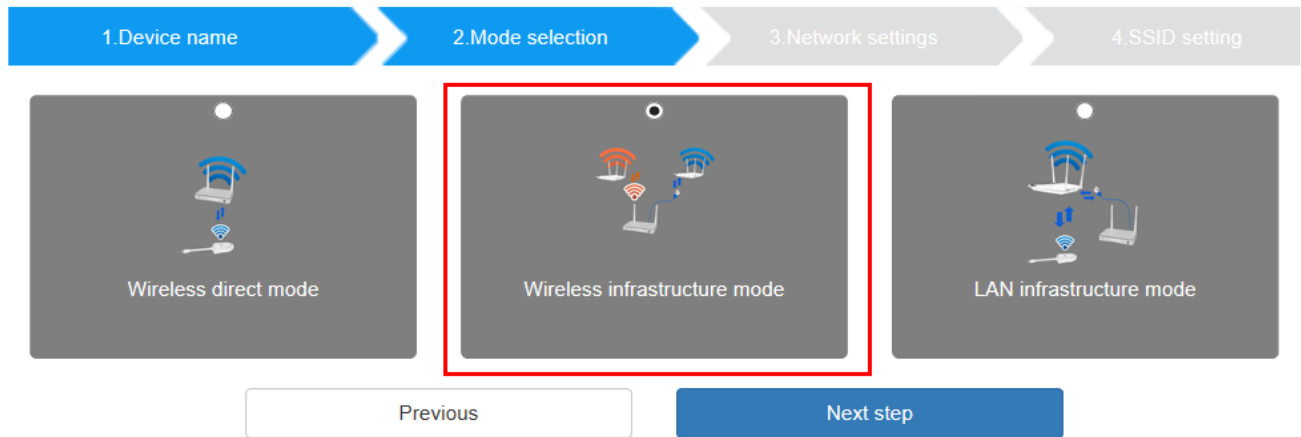 1.Device name
2.Mode selection
3.Network settings
4.SSID setting
Wireless direct mode
Wireless infrastructure mode
LAN infrastructure mode
Previous
Next step